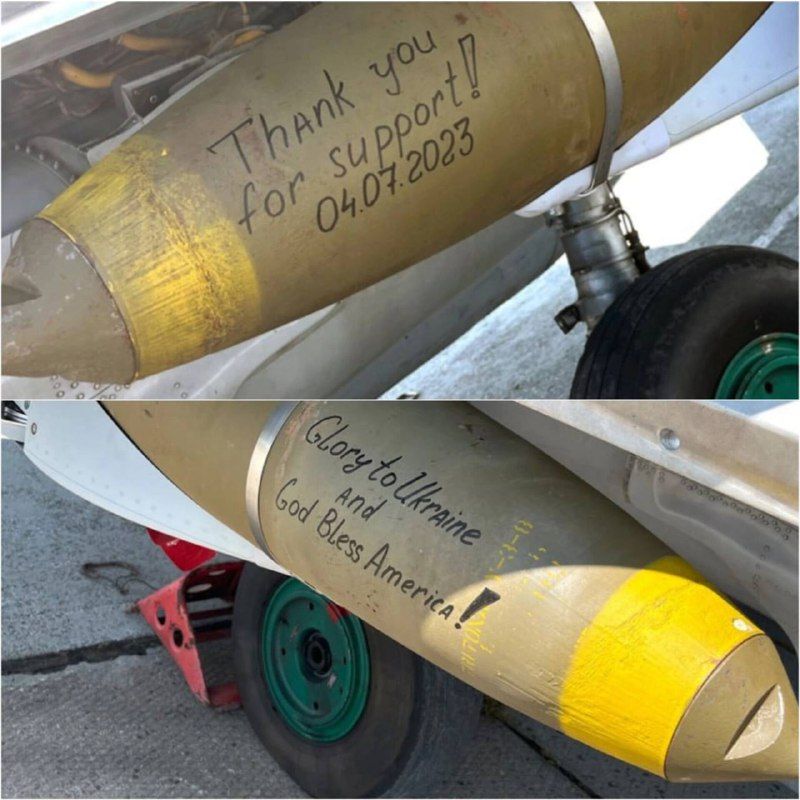 Thank you
for support!
04.07.2023
Glory to Ukraine
and
God Bless America!